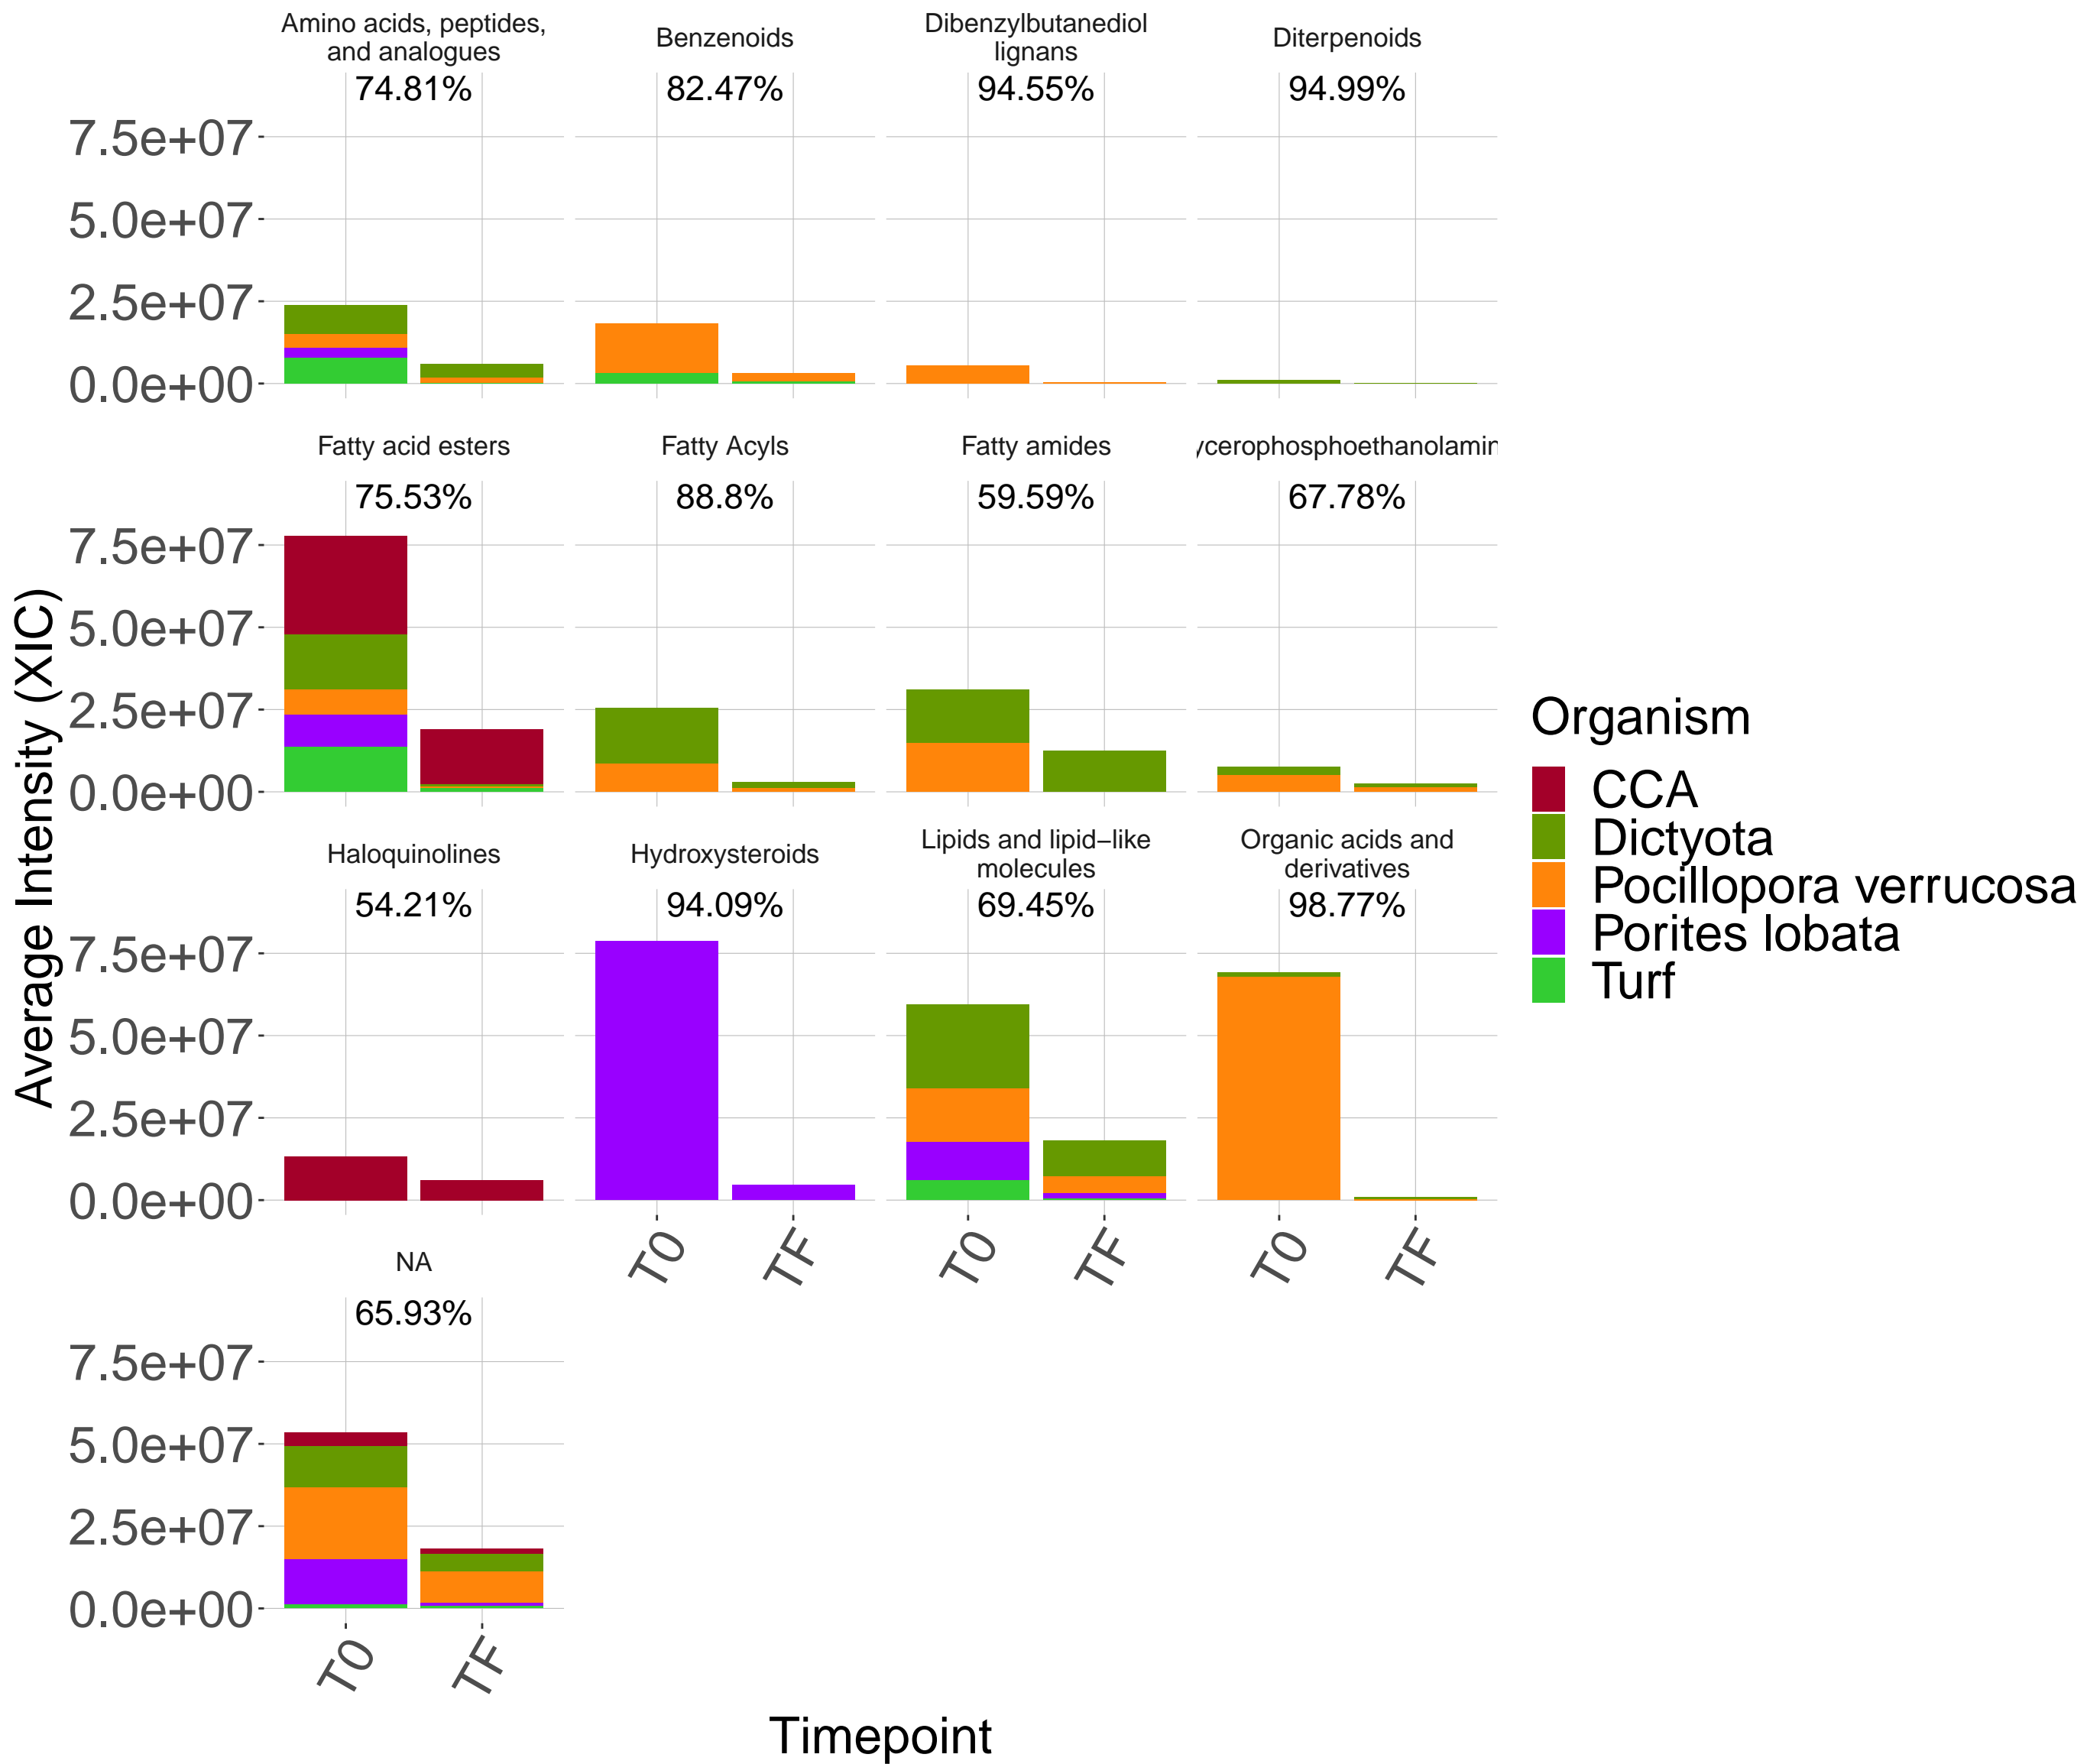 Amino acids, peptides,
and analogues
Benzenoids
Dibenzylbutanediol
lignans
Diterpenoids
74.81%
82.47%
94.55%
94.99%
7.5e+07
5.0e+07
2.5e+07
0.0e+00
Fatty acid esters
Fatty Acyls
Fatty amides
ycerophosphoethanolamin
75.53%
88.8%
59.59%
67.78%
7.5e+07
5.0e+07
2.5e+07
0.0e+00
Haloquinolines
Hydroxysteroids
Lipids and lipid−like
molecules
Organic acids and
derivatives
54.21%
94.09%
69.45%
98.77%
7.5e+07
5.0e+07
2.5e+07
0.0e+00
T0
TF
T0
TF
T0
TF
NA
65.93%
7.5e+07
5.0e+07
2.5e+07
0.0e+00
T0
TF
Timepoint
Average Intensity (XIC)
Organism
CCA
Dictyota
Pocillopora verrucosa
Porites lobata
Turf